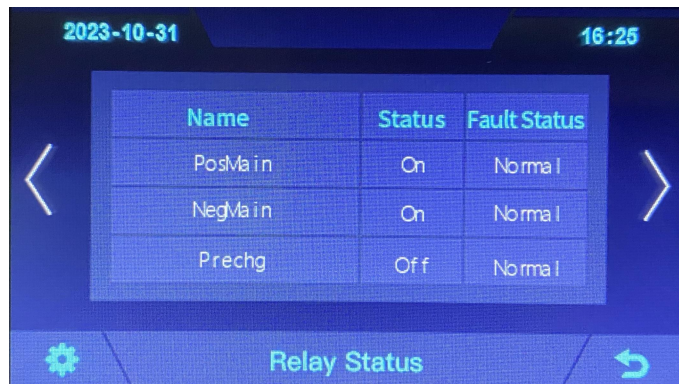 2023-10-31 16:25
Name Status Fault Status
PosMain On Normal
NegMain On Normal
Prechg Off Normal
Relay Status